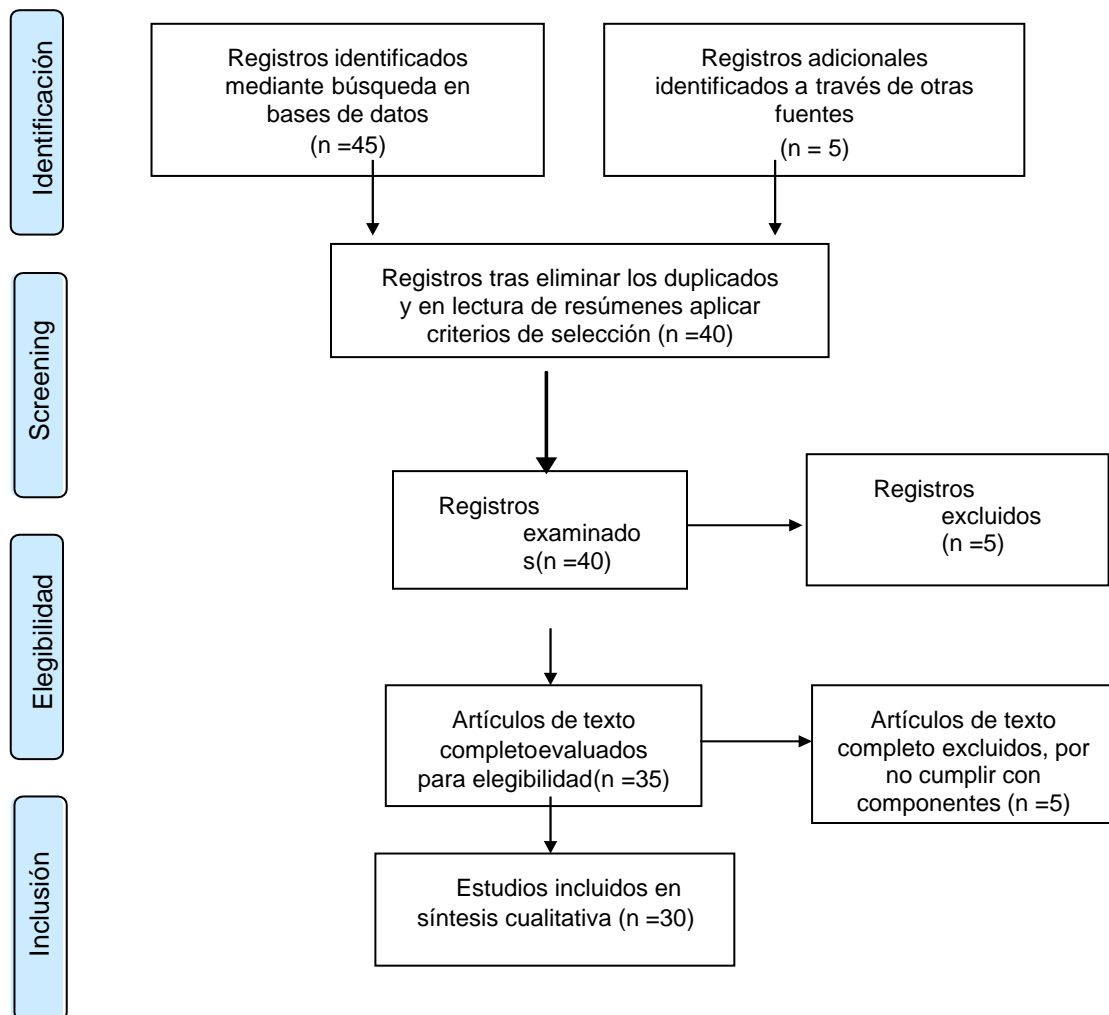 Identificación
Registros identificados
mediante búsqueda en
bases de datos
(n =45)
Registros adicionales
identificados a través de otras
fuentes
(n = 5)
Screening
Registros tras eliminar los duplicados
y en lectura de resúmenes aplicar
criterios de selección (n =40)
Registros
examinado
s(n =40)
Registros
excluidos
(n =5)
Elegibilidad
Artículos de texto
completoevaluados
para elegibilidad(n =35)
Artículos de texto
completo excluidos, por
no cumplir con
componentes (n =5)
Inclusión
Estudios incluidos en
síntesis cualitativa (n =30)